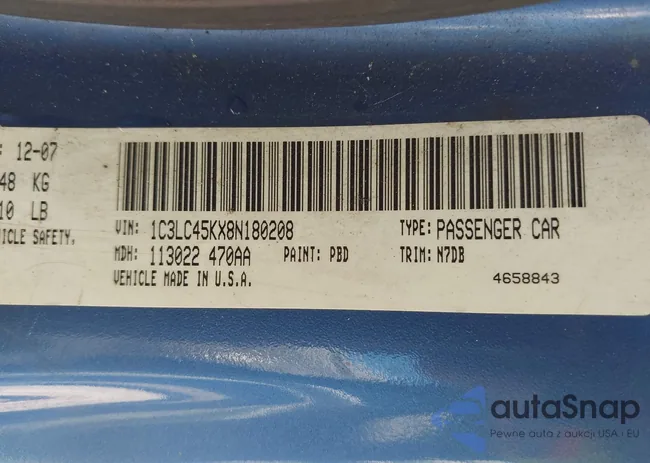 : 12-07
48 KG
10 LB
ICLE SAFETY,
VIN: 1C3LC45KX8N180208 TYPE: PASSENGER CAR
MDH: 113022 470AA PAINT: PBD TRIM: N7DB
VEHICLE MADE IN U.S.A. 4658843
autaSnap
Pewne auta z aukcji USA i EU